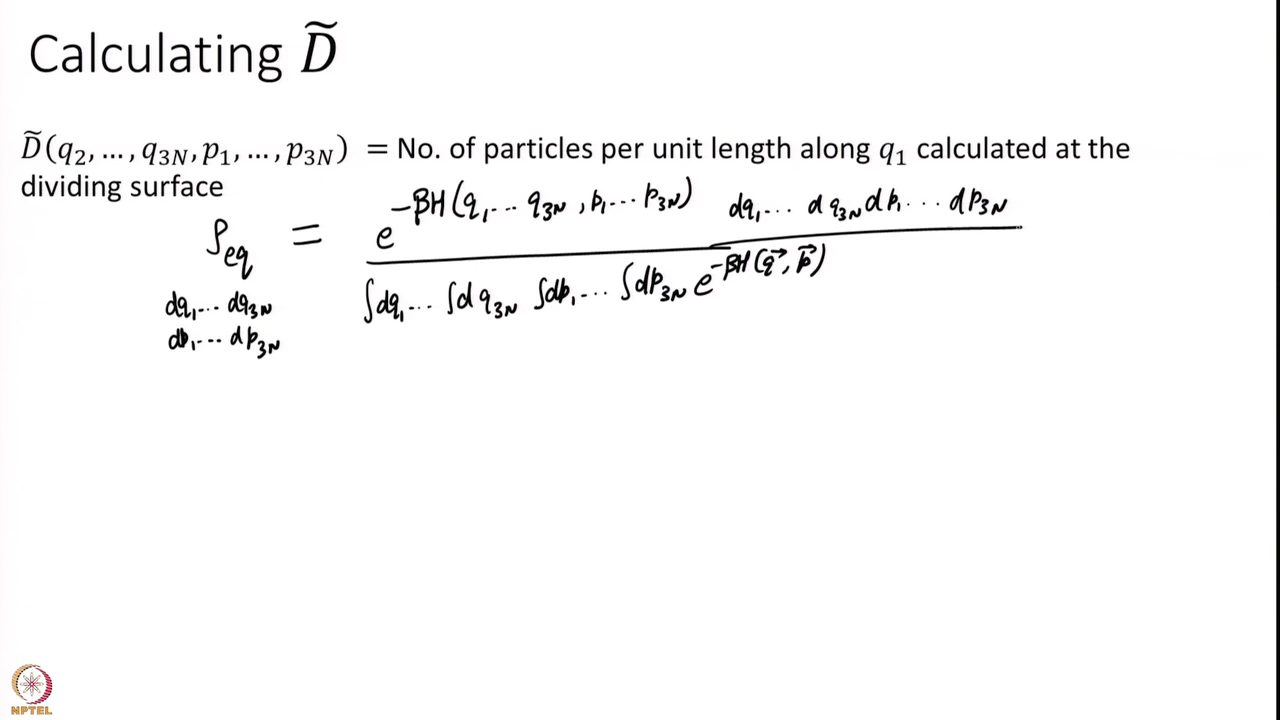 Calculating D̃
D̃(q₂, …, q₃N, p₁, …, p₃N) = No. of particles per unit length along q₁ calculated at the
dividing surface
ρeq = e^{-βH(q₁… q₃N, p₁… p₃N)} dq₁… dq₃N dp₁… dp₃N
∫dq₁… ∫dq₃N ∫dp₁… ∫dp₃N e^{-βH(q⃗, p⃗)}
dq₁… dq₃N
dp₁… dp₃N
NPTEL